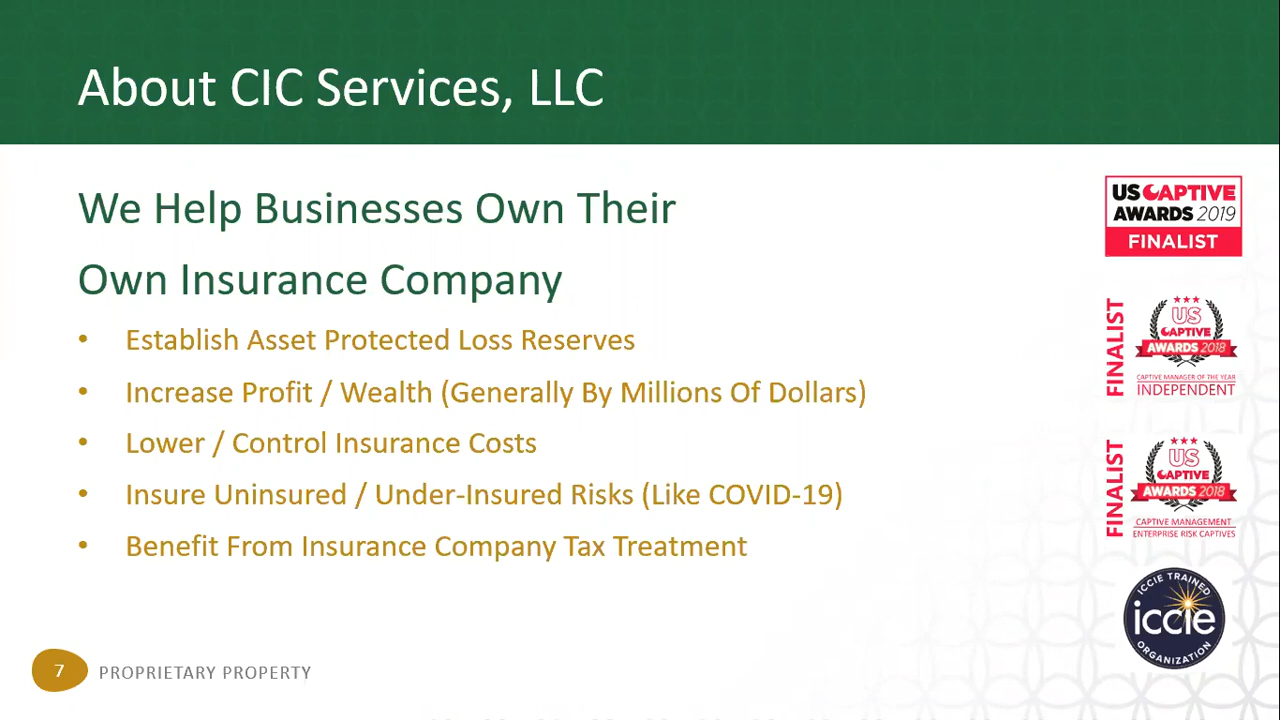 About CIC Services, LLC
We Help Businesses Own Their
Own Insurance Company
• Establish Asset Protected Loss Reserves
• Increase Profit / Wealth (Generally By Millions Of Dollars)
• Lower / Control Insurance Costs
• Insure Uninsured / Under-Insured Risks (Like COVID-19)
• Benefit From Insurance Company Tax Treatment
US CAPTIVE
AWARDS 2019
FINALIST
FINALIST
US
CAPTIVE
AWARDS 2018
CAPTIVE MANAGER OF THE YEAR
INDEPENDENT
FINALIST
US
CAPTIVE
AWARDS 2018
CAPTIVE MANAGEMENT
ENTERPRISE RISK CAPTIVES
ICCIE TRAINED
iccie
ORGANIZATION
7 PROPRIETARY PROPERTY